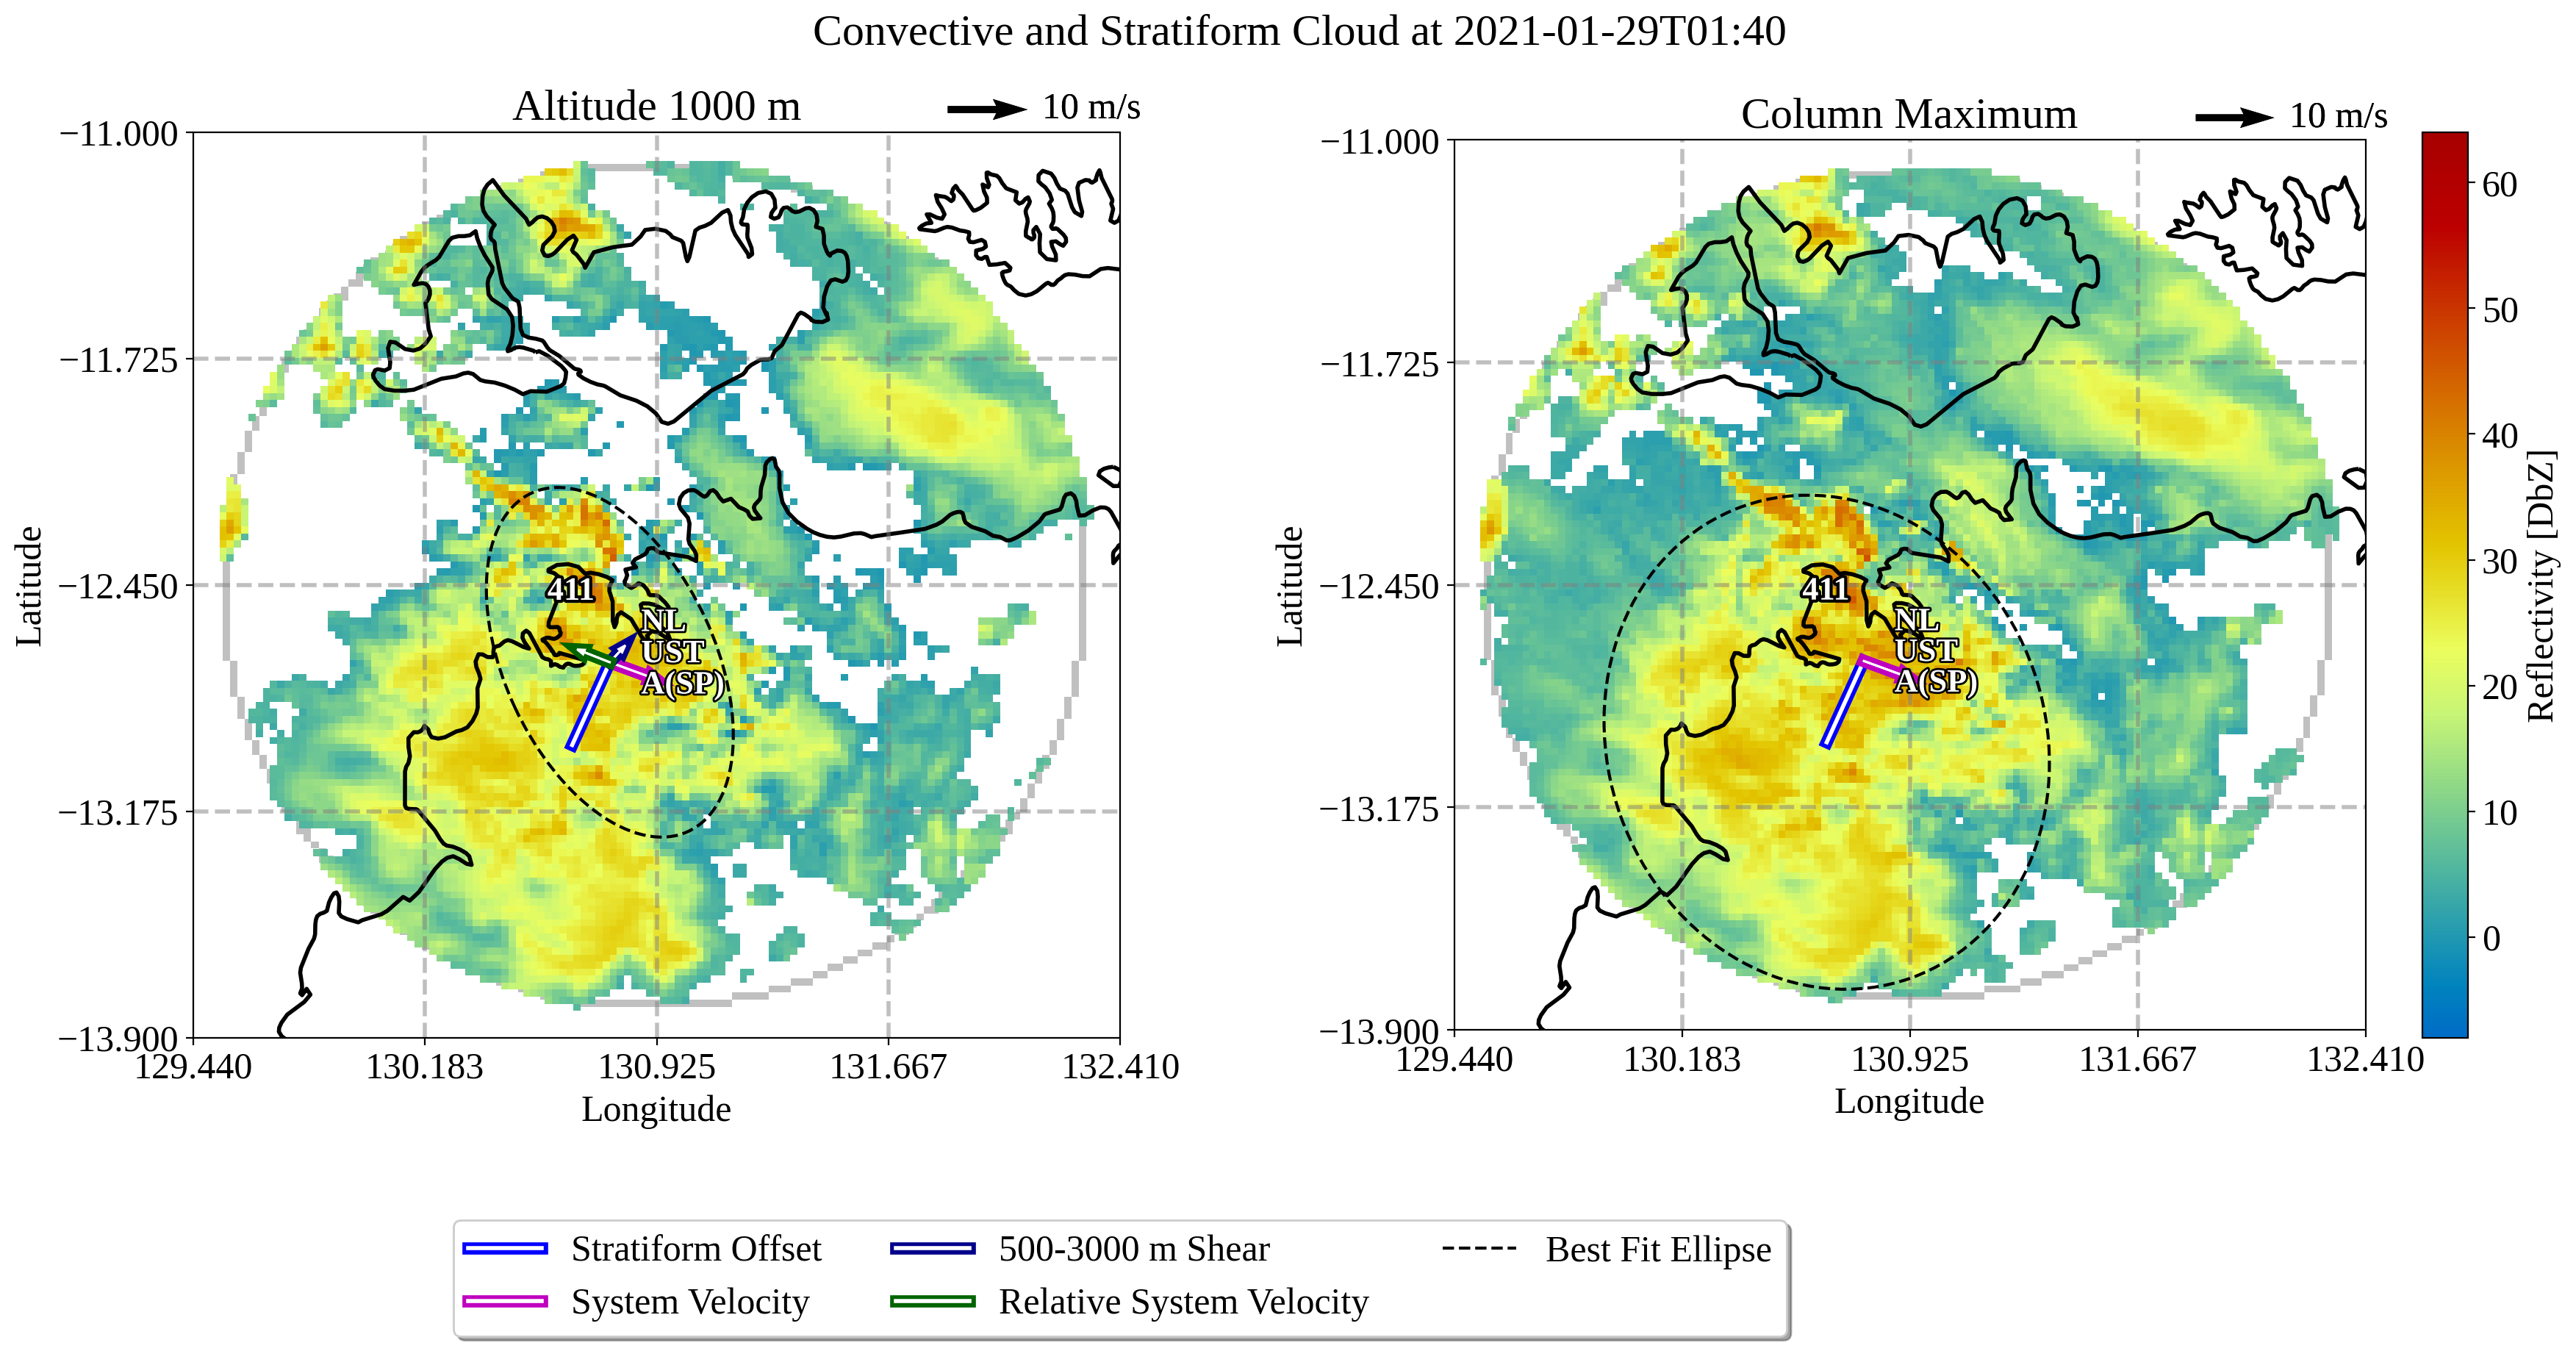 Convective and Stratiform Cloud at 2021-01-29T01:40
Altitude 1000 m
10 m/s
−11.000
−11.725
−12.450
−13.175
−13.900
Latitude
129.440
130.183
130.925
131.667
132.410
Longitude
411
NL
UST
A(SP)
Column Maximum
10 m/s
−11.000
−11.725
−12.450
−13.175
−13.900
Latitude
129.440
130.183
130.925
131.667
132.410
Longitude
411
NL
UST
A(SP)
60
50
40
30
20
10
0
Reflectivity [DbZ]
Stratiform Offset
System Velocity
500-3000 m Shear
Relative System Velocity
Best Fit Ellipse